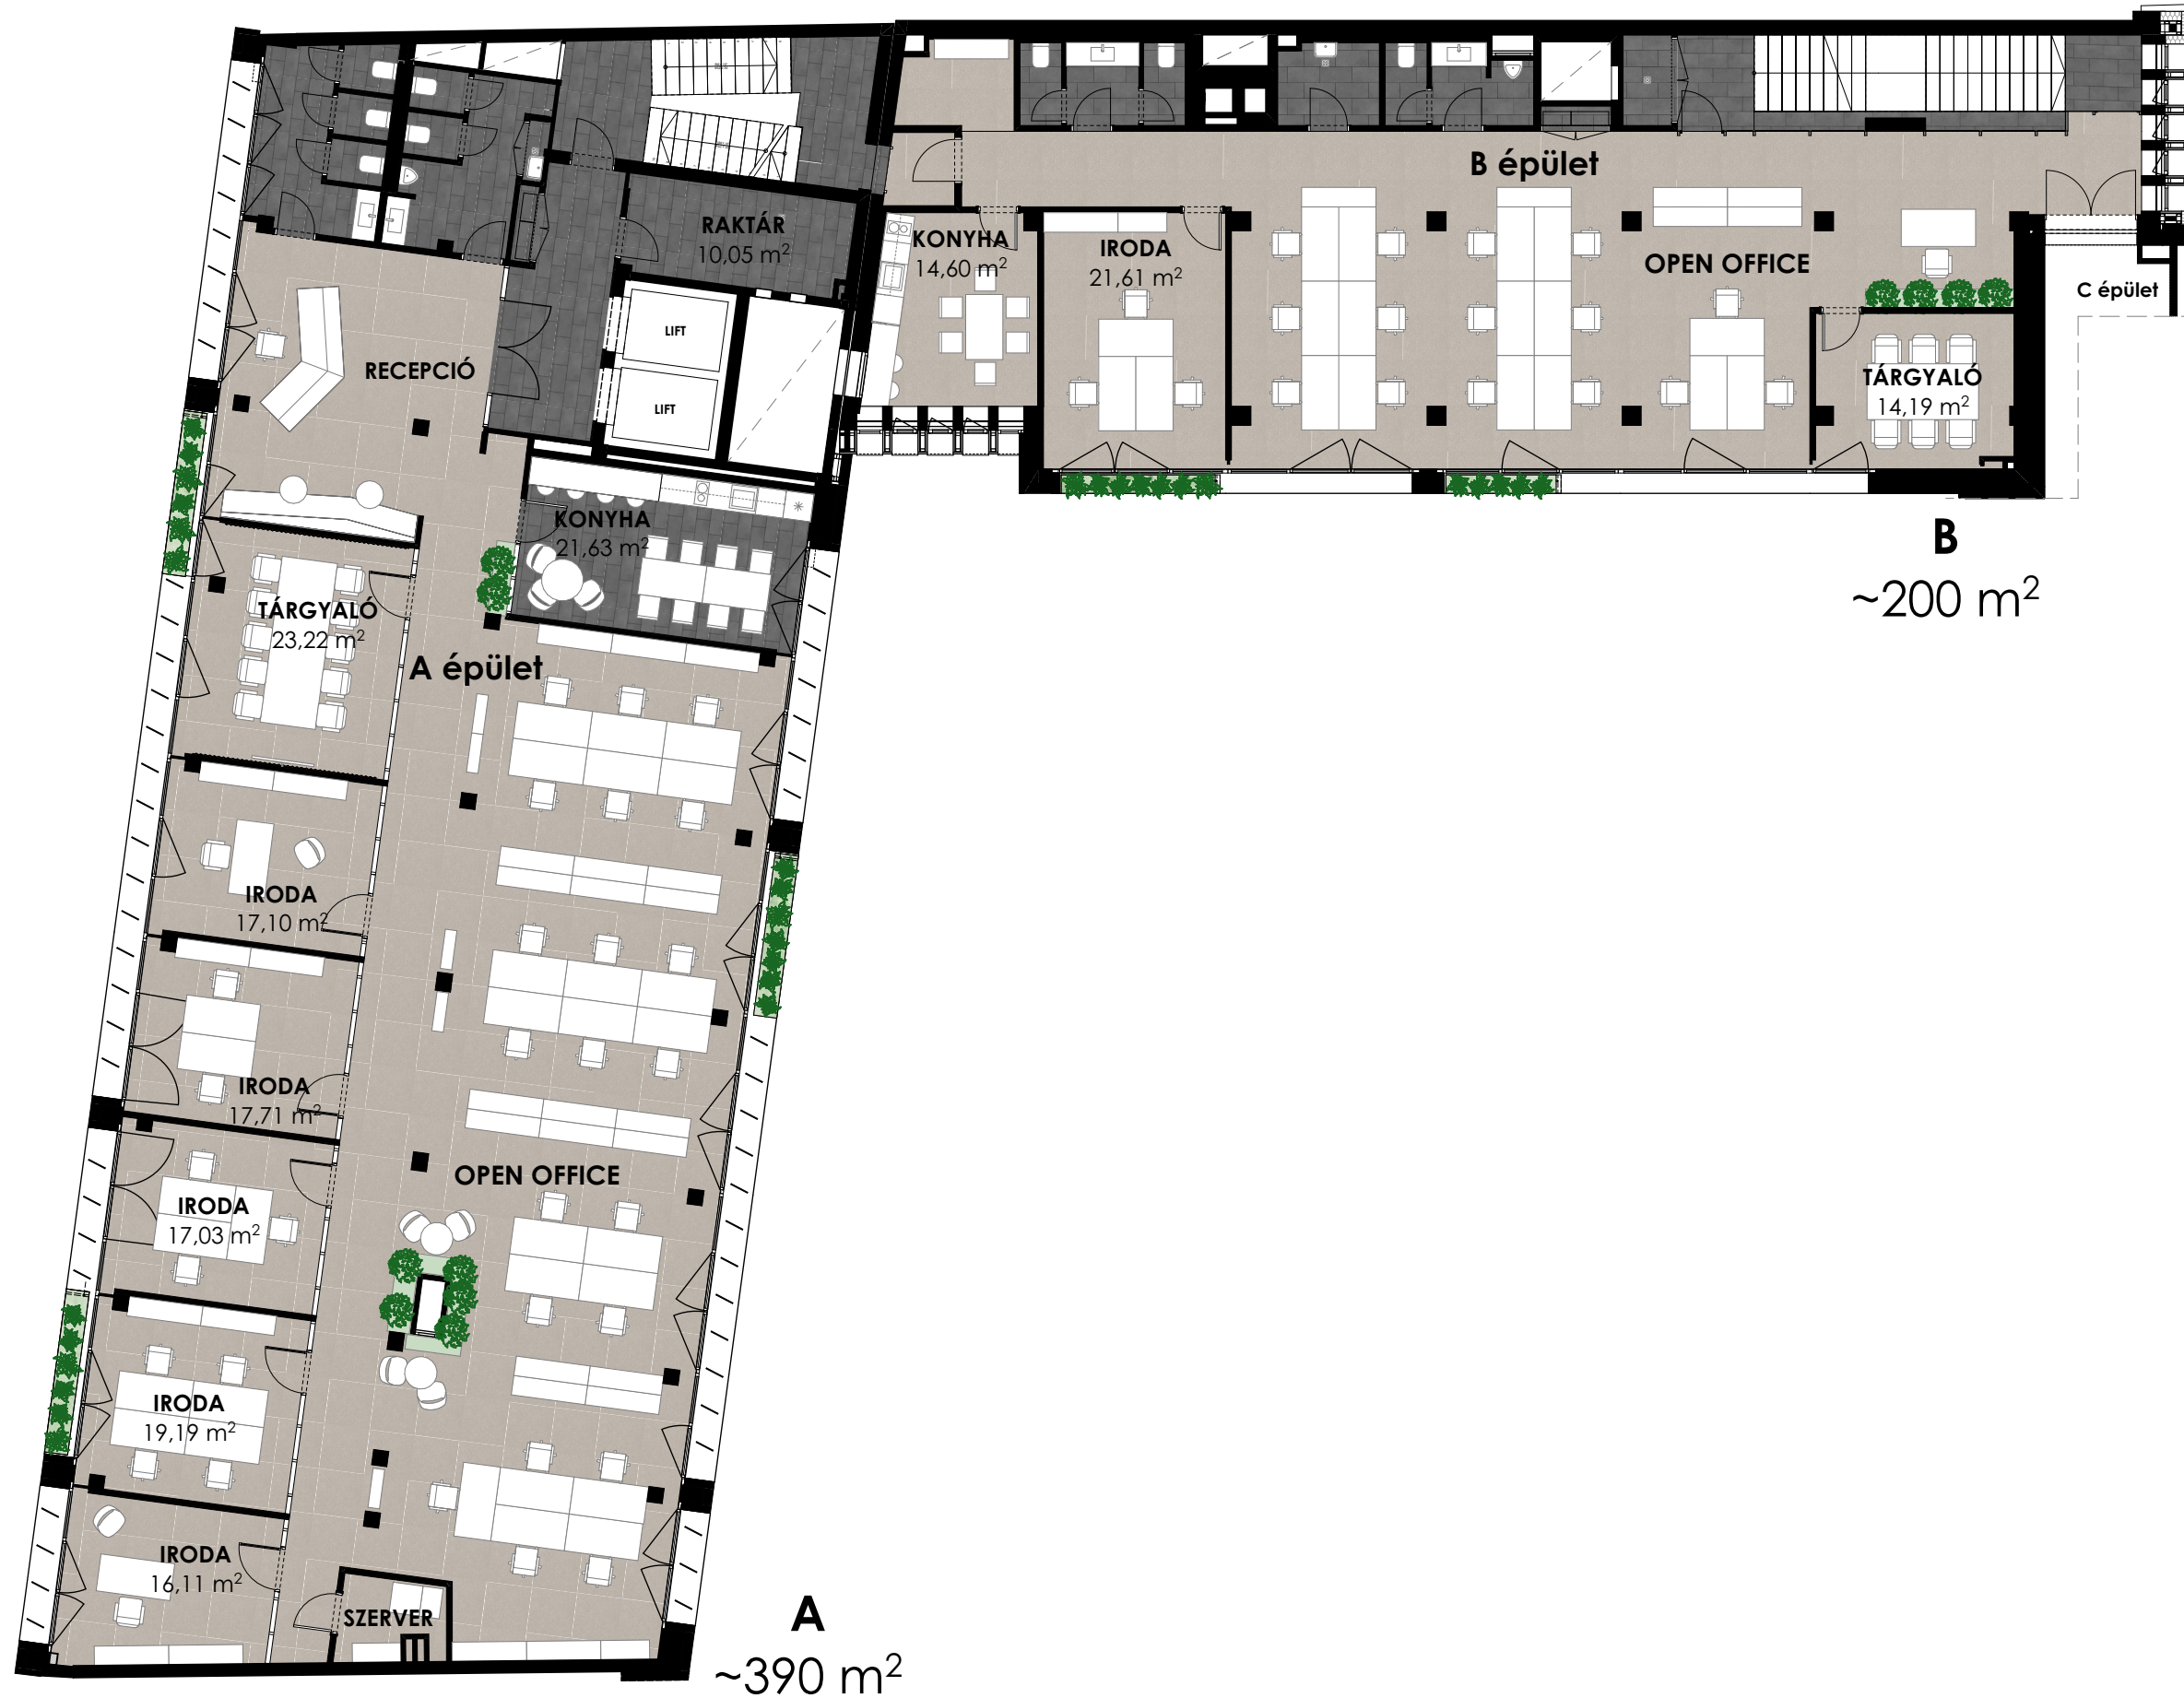 B épület
RAKTÁR
10,05 m²
KONYHA
14,60 m²
IRODA
21,61 m²
OPEN OFFICE
C épület
LIFT
RECEPCIÓ
TÁRGYALÓ
14,19 m²
LIFT
KONYHA
21,63 m²
B
~200 m²
TÁRGYALÓ
23,22 m²
A épület
IRODA
17,10 m²
IRODA
17,71 m²
OPEN OFFICE
IRODA
17,03 m²
IRODA
19,19 m²
IRODA
16,11 m²
SZERVER
A
~390 m²